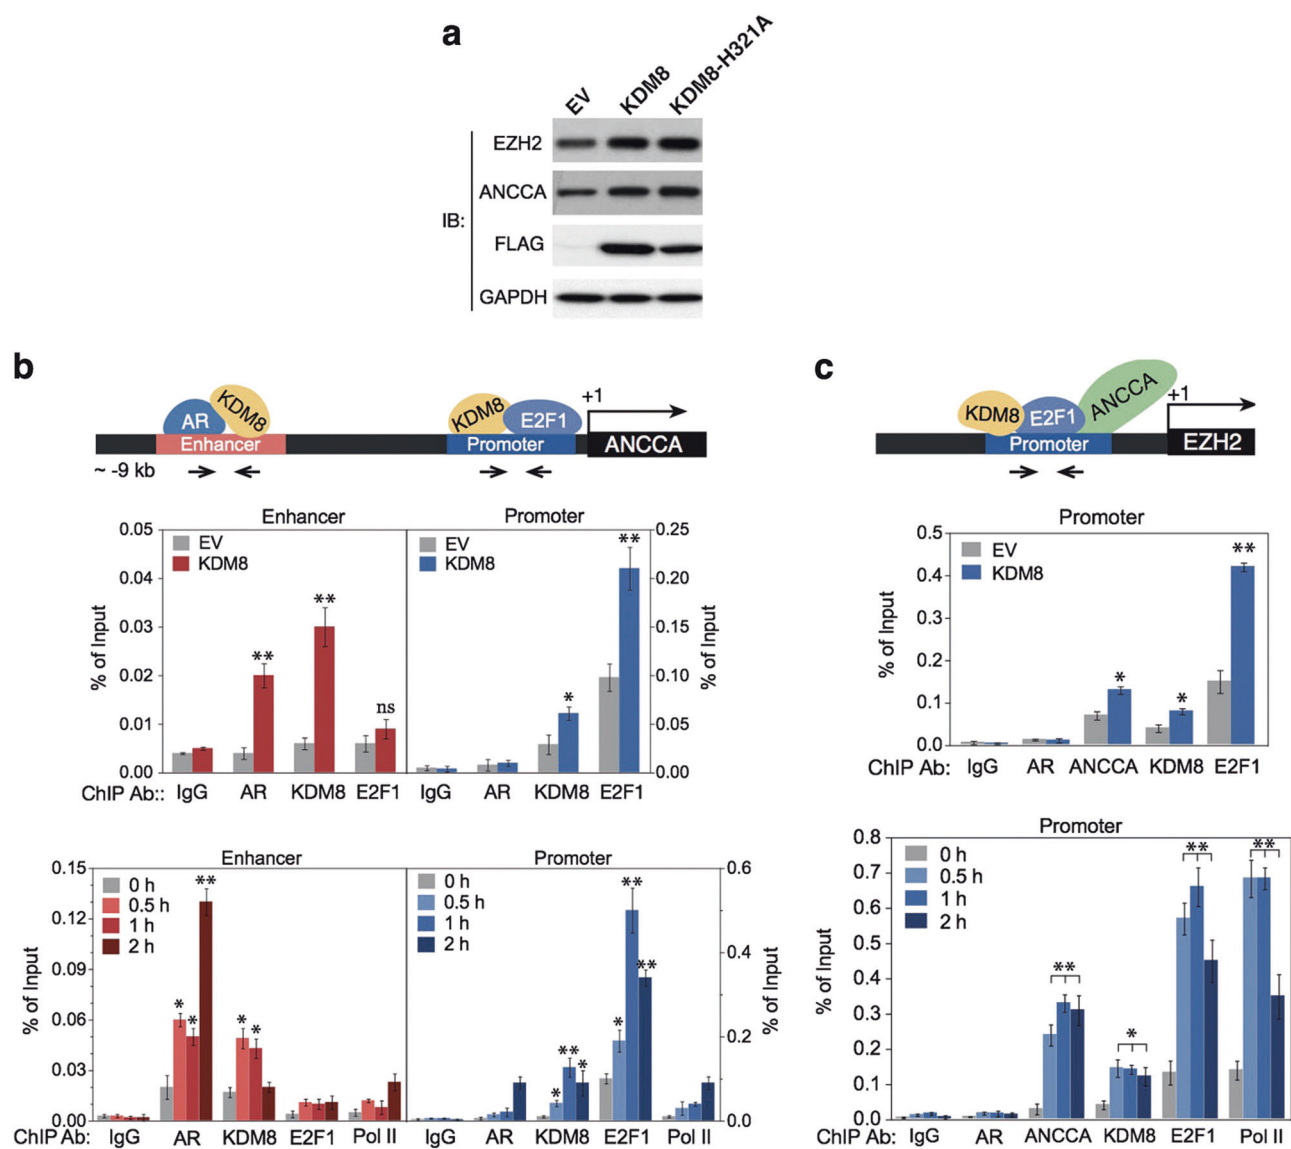 a
EV
KDM8
KDM8-H321A
IB:
EZH2
ANCCA
FLAG
GAPDH
b
AR
KDM8
Enhancer
~ -9 kb
KDM8
E2F1
Promoter
+1
ANCCA
Enhancer
Promoter
0.05
0.04
0.03
0.02
0.01
0.00
% of Input
EV
KDM8
**
**
ns
EV
KDM8
*
**
0.25
0.20
0.15
0.10
0.05
0.00
% of Input
ChIP Ab::
IgG
AR
KDM8
E2F1
IgG
AR
KDM8
E2F1
Enhancer
Promoter
0.15
0.12
0.09
0.06
0.03
0.00
% of Input
0 h
0.5 h
1 h
2 h
*
*
**
*
*
0 h
0.5 h
1 h
2 h
*
**
*
*
**
**
0.6
0.4
0.2
0.0
% of Input
ChIP Ab:
IgG
AR
KDM8
E2F1
Pol II
IgG
AR
KDM8
E2F1
Pol II
c
KDM8
E2F1
ANCCA
Promoter
+1
EZH2
Promoter
0.5
0.4
0.3
0.2
0.1
0.0
% of Input
EV
KDM8
*
*
**
ChIP Ab:
IgG
AR
ANCCA
KDM8
E2F1
Promoter
0.8
0.7
0.6
0.5
0.4
0.3
0.2
0.1
0.0
% of Input
0 h
0.5 h
1 h
2 h
**
*
**
**
ChIP Ab:
IgG
AR
ANCCA
KDM8
E2F1
Pol II